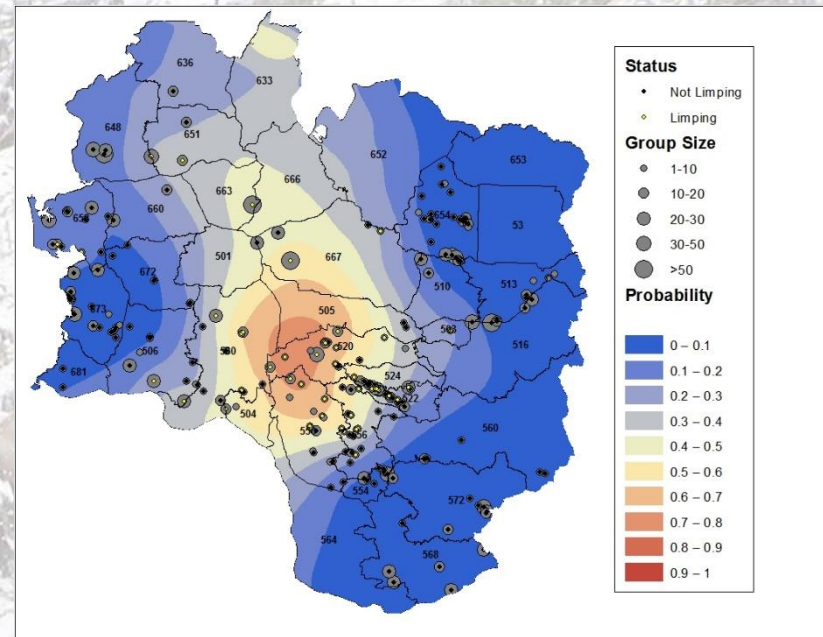 636
633
648
651
652
653
663
666
660
654
53
501
667
672
510
513
505
673
516
520
506
681
524
504
522
560
554
572
564
568
Status
Not Limping
Limping
Group Size
1-10
10-20
20-30
30-50
>50
Probability
0 – 0.1
0.1 – 0.2
0.2 – 0.3
0.3 – 0.4
0.4 – 0.5
0.5 – 0.6
0.6 – 0.7
0.7 – 0.8
0.8 – 0.9
0.9 – 1